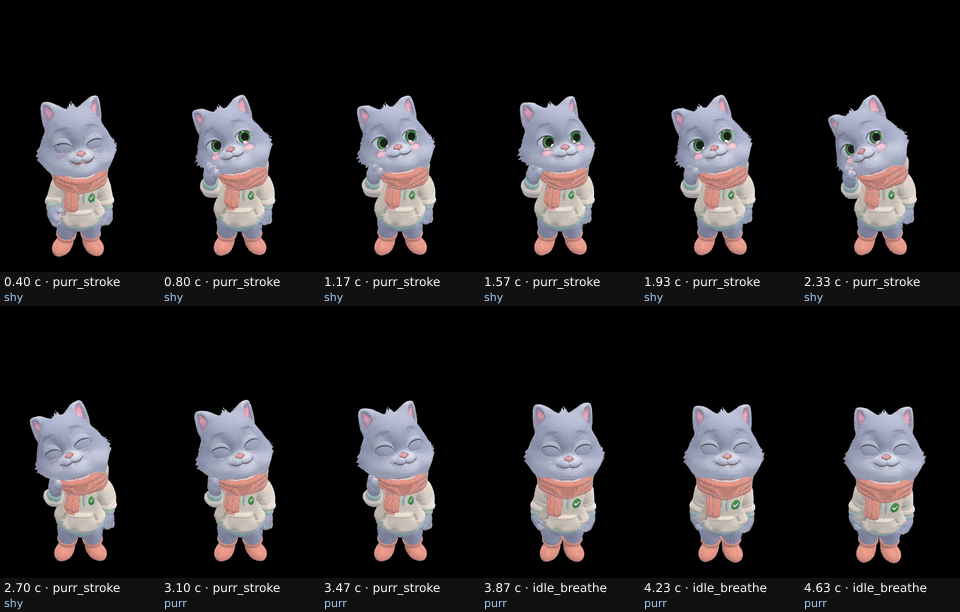 0.40 с · purr_stroke
shy
0.80 с · purr_stroke
shy
1.17 с · purr_stroke
shy
1.57 с · purr_stroke
shy
1.93 с · purr_stroke
shy
2.33 с · purr_stroke
shy
2.70 с · purr_stroke
shy
3.10 с · purr_stroke
purr
3.47 с · purr_stroke
purr
3.87 с · idle_breathe
purr
4.23 с · idle_breathe
purr
4.63 с · idle_breathe
purr